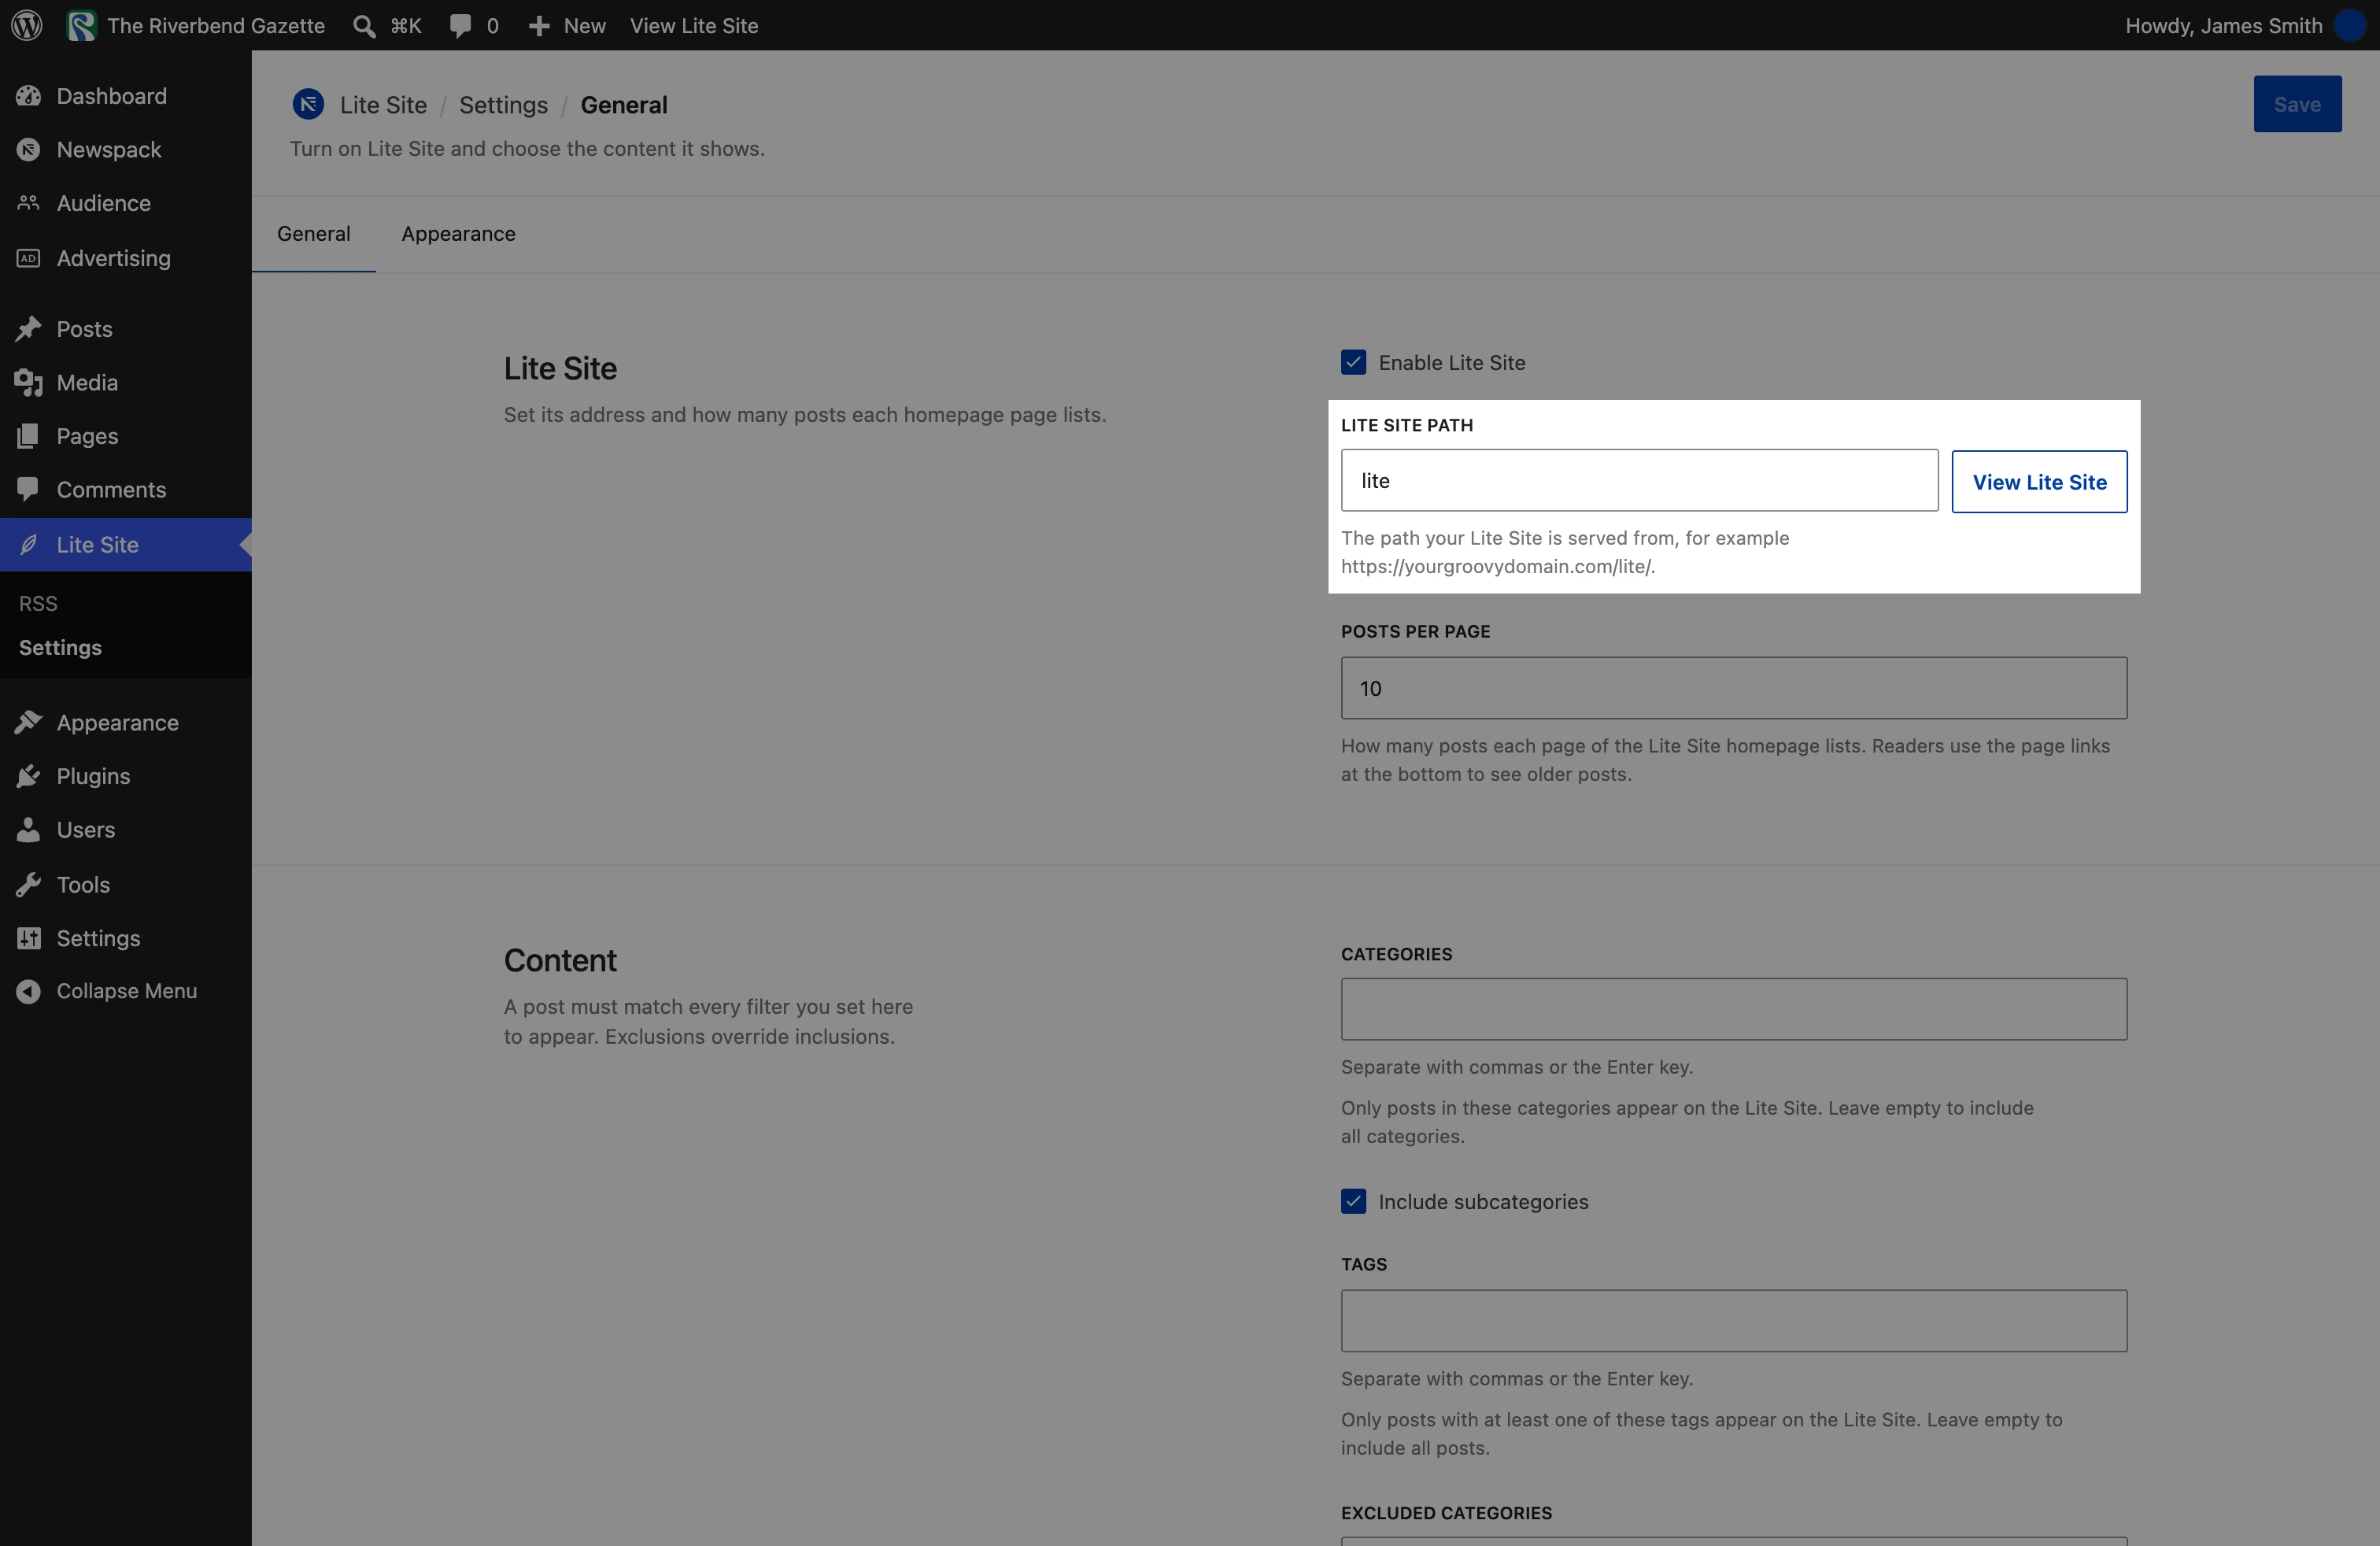 The Riverbend Gazette ⌘K 0 New View Lite Site Howdy, James Smith
Dashboard
Newspack
Audience
AD Advertising
Posts
Media
Pages
Comments
Lite Site
RSS
Settings
Appearance
Plugins
Users
Tools
Settings
Collapse Menu
Lite Site / Settings / General
Save
Turn on Lite Site and choose the content it shows.
General Appearance
Lite Site
Set its address and how many posts each homepage page lists.
Enable Lite Site
LITE SITE PATH
lite
View Lite Site
The path your Lite Site is served from, for example
https://yourgroovydomain.com/lite/.
POSTS PER PAGE
10
How many posts each page of the Lite Site homepage lists. Readers use the page links
at the bottom to see older posts.
Content
A post must match every filter you set here
to appear. Exclusions override inclusions.
CATEGORIES
Separate with commas or the Enter key.
Only posts in these categories appear on the Lite Site. Leave empty to include
all categories.
Include subcategories
TAGS
Separate with commas or the Enter key.
Only posts with at least one of these tags appear on the Lite Site. Leave empty to
include all posts.
EXCLUDED CATEGORIES